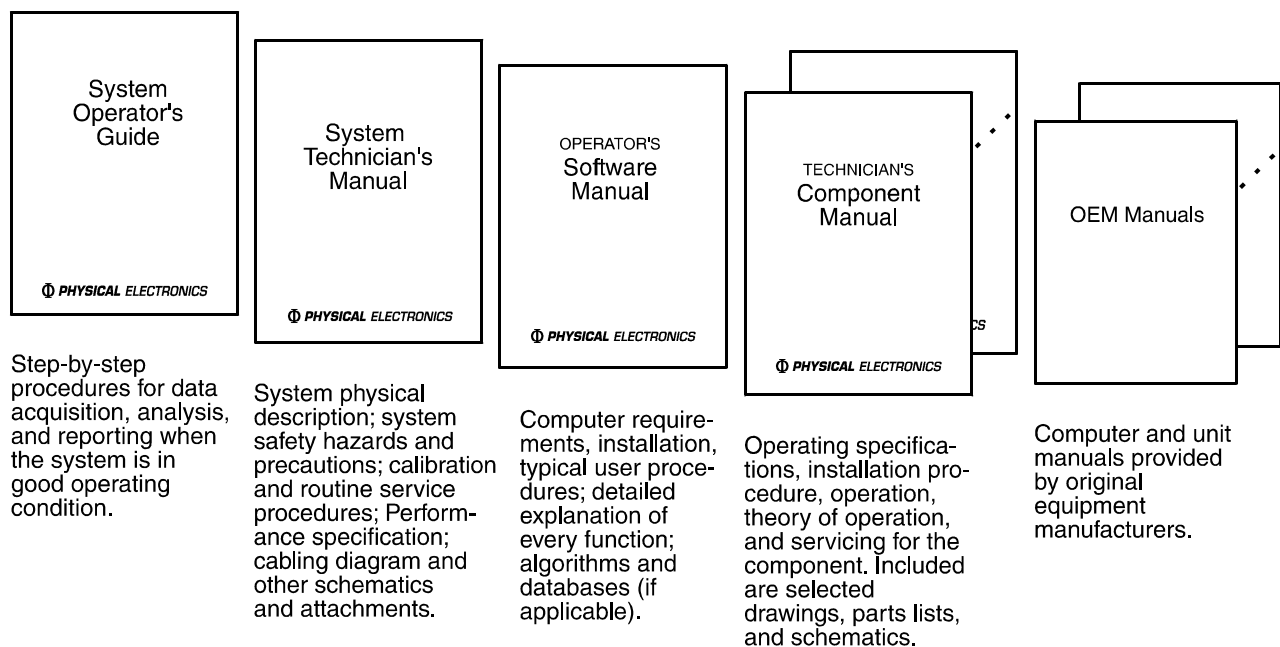 System
Operator's
Guide
Φ PHYSICAL ELECTRONICS
Step-by-step
procedures for data
acquisition, analysis,
and reporting when
the system is in
good operating
condition.
System
Technician's
Manual
Φ PHYSICAL ELECTRONICS
System physical
description; system
safety hazards and
precautions; calibration
and routine service
procedures; Perform-
ance specification;
cabling diagram and
other schematics
and attachments.
OPERATOR'S
Software
Manual
Φ PHYSICAL ELECTRONICS
Computer require-
ments, installation,
typical user proce-
dures; detailed
explanation of
every function;
algorithms and
databases (if
applicable).
TECHNICIAN'S
Component
Manual
Φ PHYSICAL ELECTRONICS
CS
Operating specifica-
tions, installation pro-
cedure, operation,
theory of operation,
and servicing for the
component. Included
are selected
drawings, parts lists,
and schematics.
OEM Manuals
Computer and unit
manuals provided
by original
equipment
manufacturers.